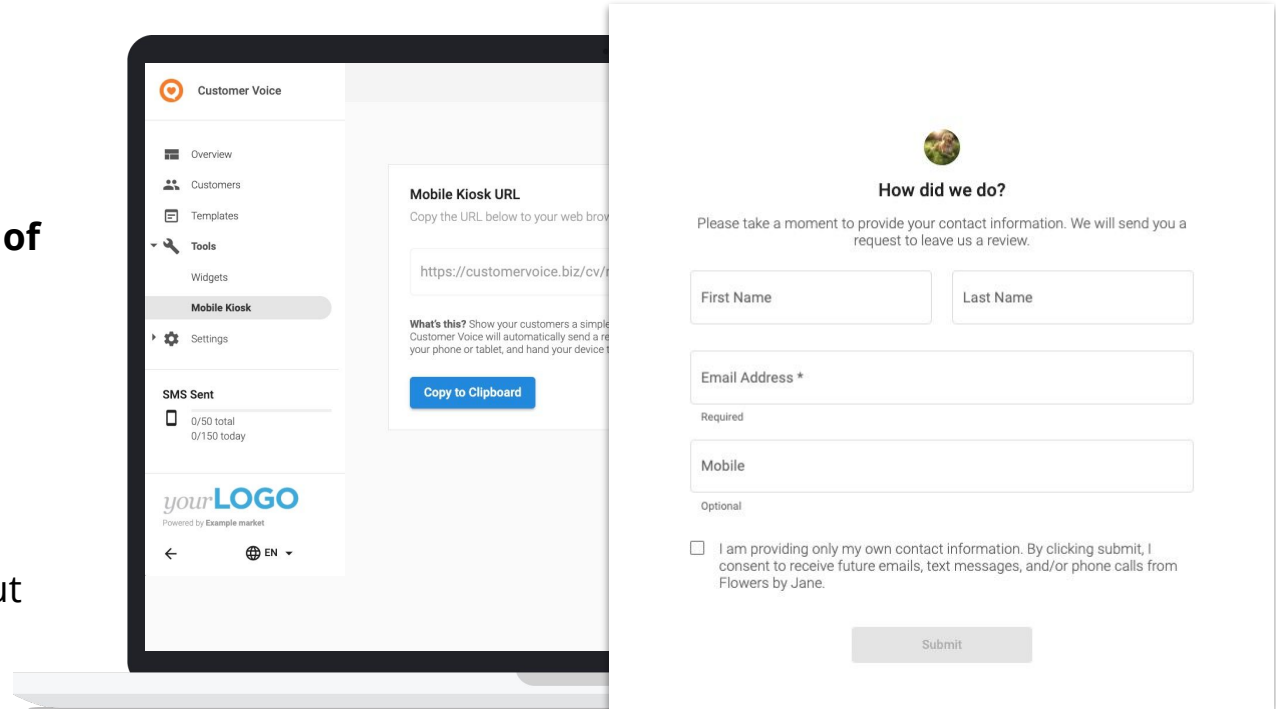 of
ut
Customer Voice
Overview
Customers
Templates
Tools
Widgets
Mobile Kiosk
Settings
SMS Sent
0/50 total
0/150 today
yourLOGO
Powered by Example market
EN
Mobile Kiosk URL
Copy the URL below to your web brow
https://customervoice.biz/cv/
What's this? Show your customers a simple
Customer Voice will automatically send a re
your phone or tablet, and hand your device t
Copy to Clipboard
How did we do?
Please take a moment to provide your contact information. We will send you a
request to leave us a review.
First Name
Last Name
Email Address *
Required
Mobile
Optional
I am providing only my own contact information. By clicking submit, I
consent to receive future emails, text messages, and/or phone calls from
Flowers by Jane.
Submit